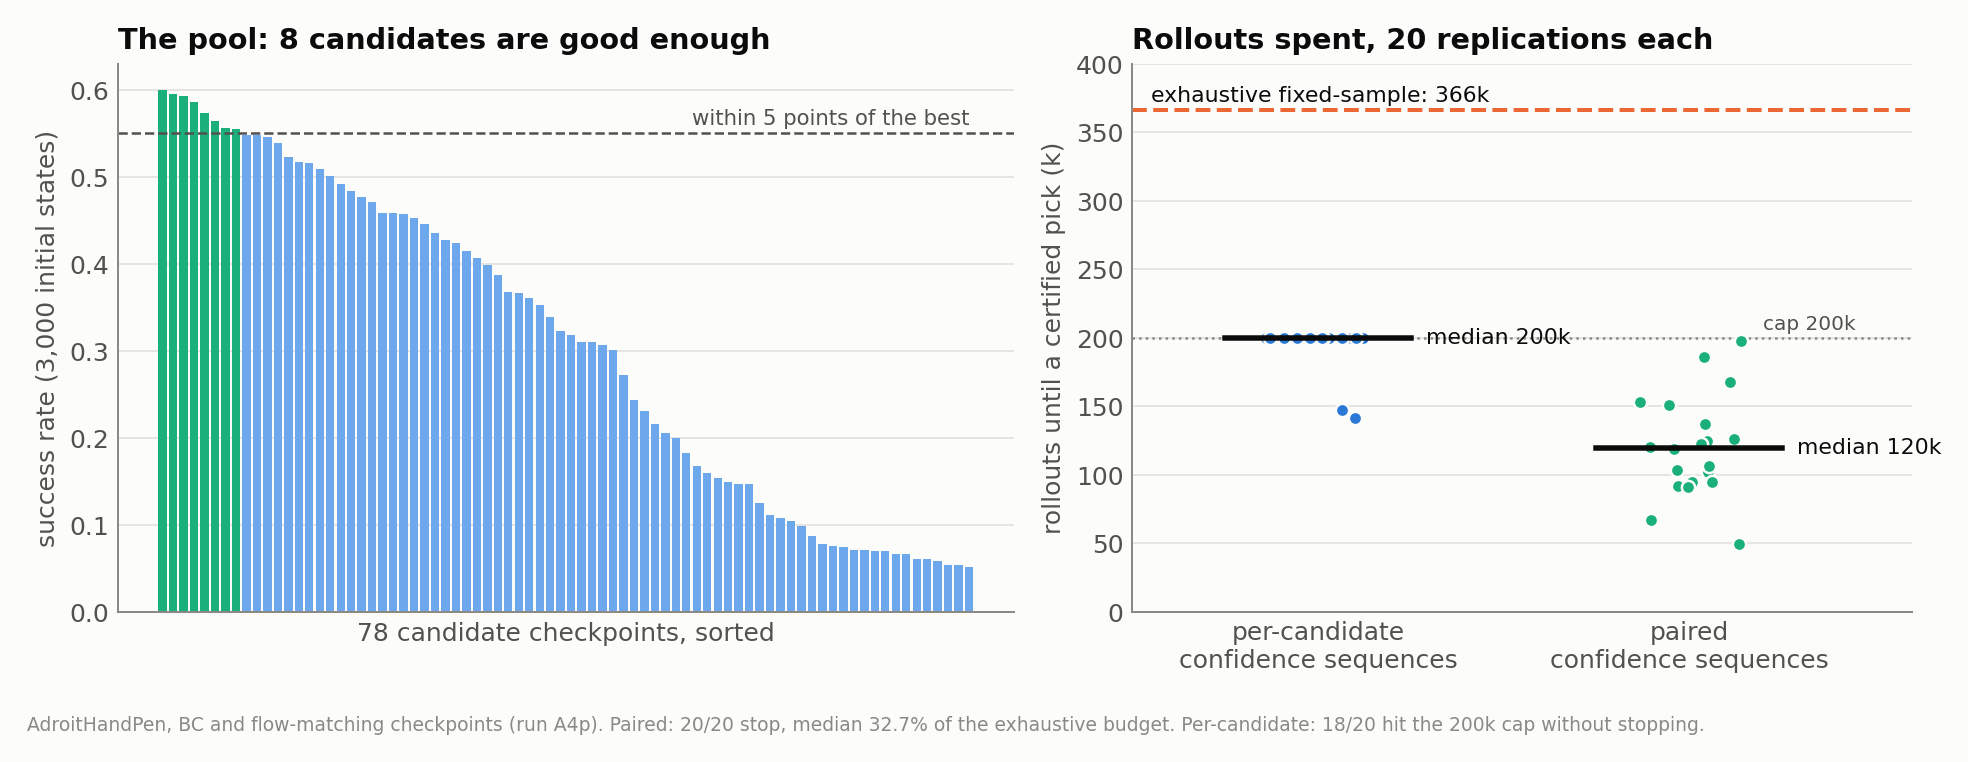 The pool: 8 candidates are good enough
0.6
0.5
0.4
0.3
0.2
0.1
0.0
success rate (3,000 initial states)
within 5 points of the best
78 candidate checkpoints, sorted
Rollouts spent, 20 replications each
400
350
300
250
200
150
100
50
0
rollouts until a certified pick (k)
exhaustive fixed-sample: 366k
cap 200k
median 200k
median 120k
per-candidate
confidence sequences
paired
confidence sequences
AdroitHandPen, BC and flow-matching checkpoints (run A4p). Paired: 20/20 stop, median 32.7% of the exhaustive budget. Per-candidate: 18/20 hit the 200k cap without stopping.